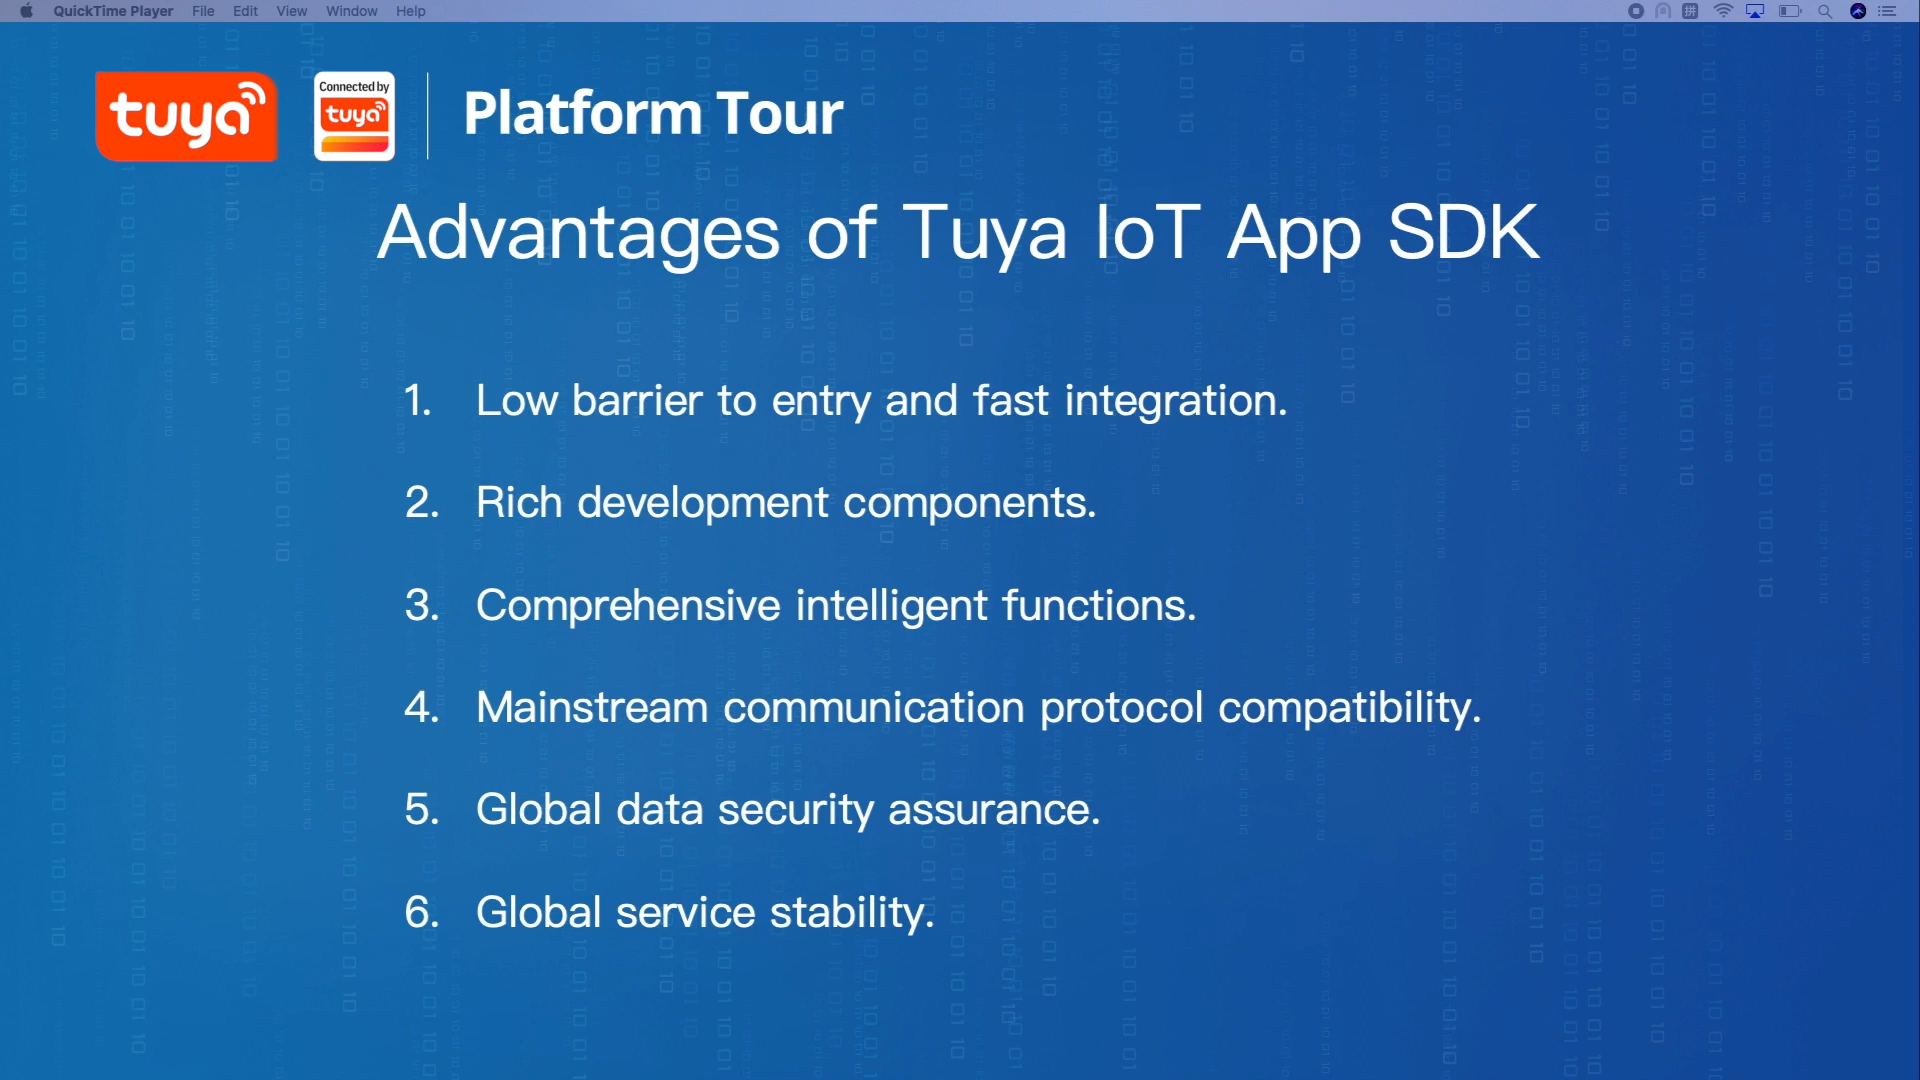 QuickTime Player File Edit View Window Help
tuya
Connected by
tuya
Platform Tour
Advantages of Tuya IoT App SDK
1. Low barrier to entry and fast integration.
2. Rich development components.
3. Comprehensive intelligent functions.
4. Mainstream communication protocol compatibility.
5. Global data security assurance.
6. Global service stability.